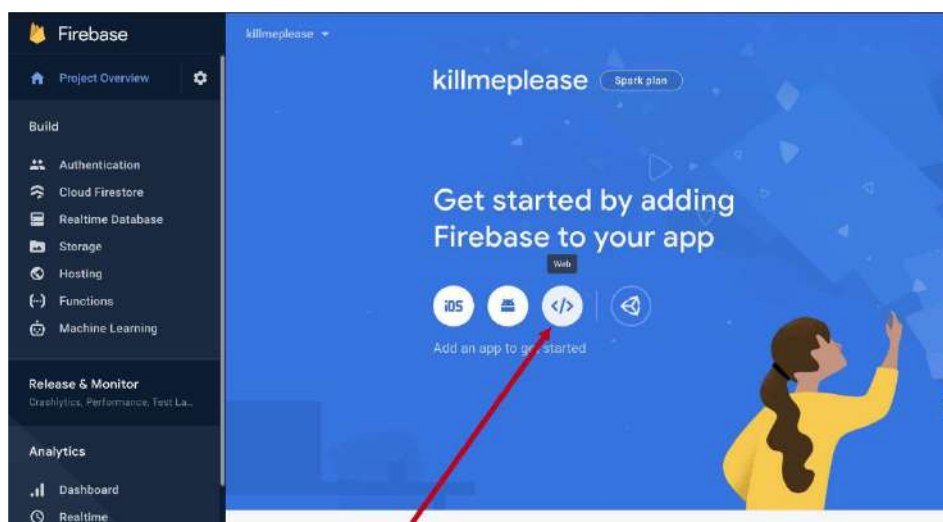 Firebase
killmeplease
Project Overview
killmeplease
Spark plan
Build
Authentication
Cloud Firestore
Realtime Database
Storage
Hosting
Functions
Machine Learning
Get started by adding
Firebase to your app
Web
iOS
</>
Add an app to get started
Release & Monitor
Crashlytics, Performance, Test La...
Analytics
Dashboard
Realtime